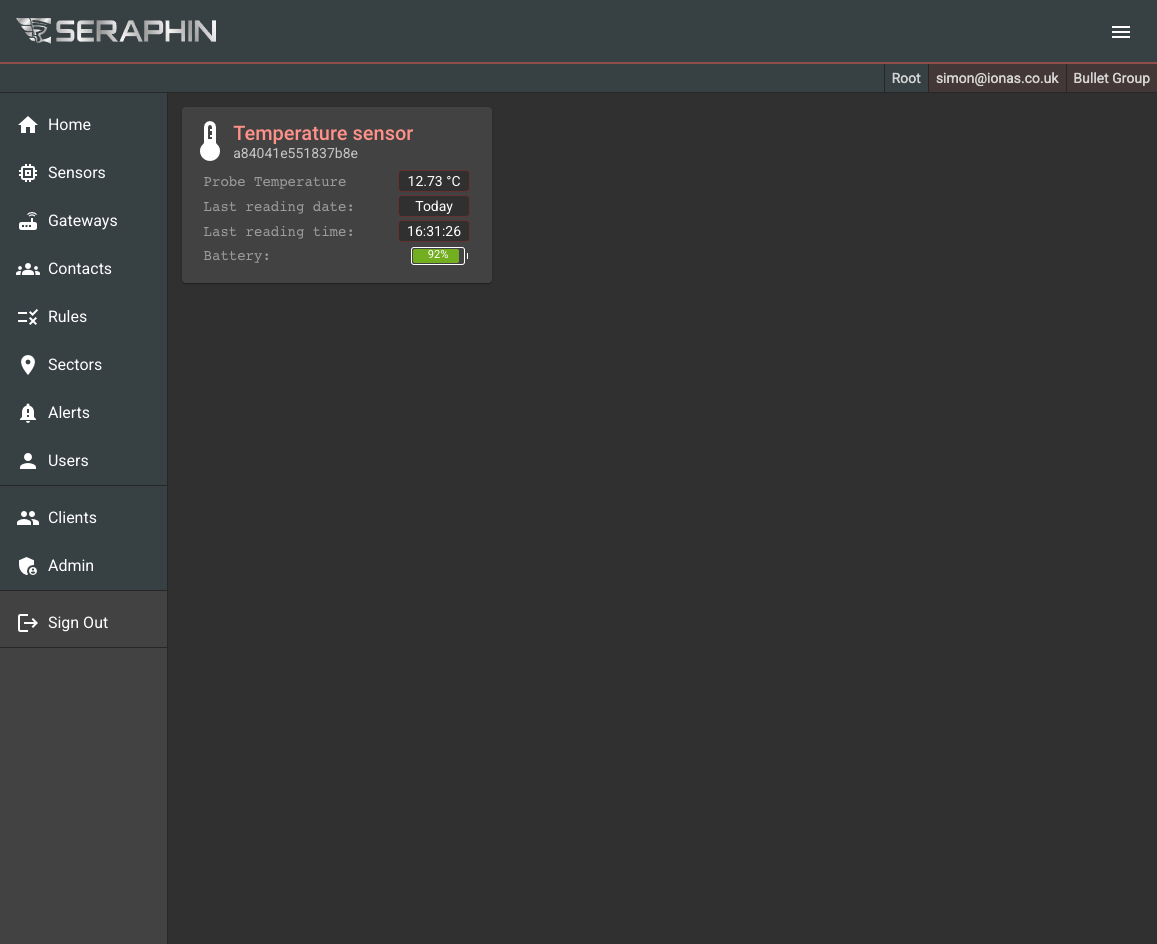 SERAPHIN
Root simon@ionas.co.uk Bullet Group
Home
Sensors
Gateways
Contacts
Rules
Sectors
Alerts
Users
Clients
Admin
Sign Out
Temperature sensor
a84041e551837b8e
Probe Temperature 12.73 °C
Last reading date: Today
Last reading time: 16:31:26
Battery: 92%